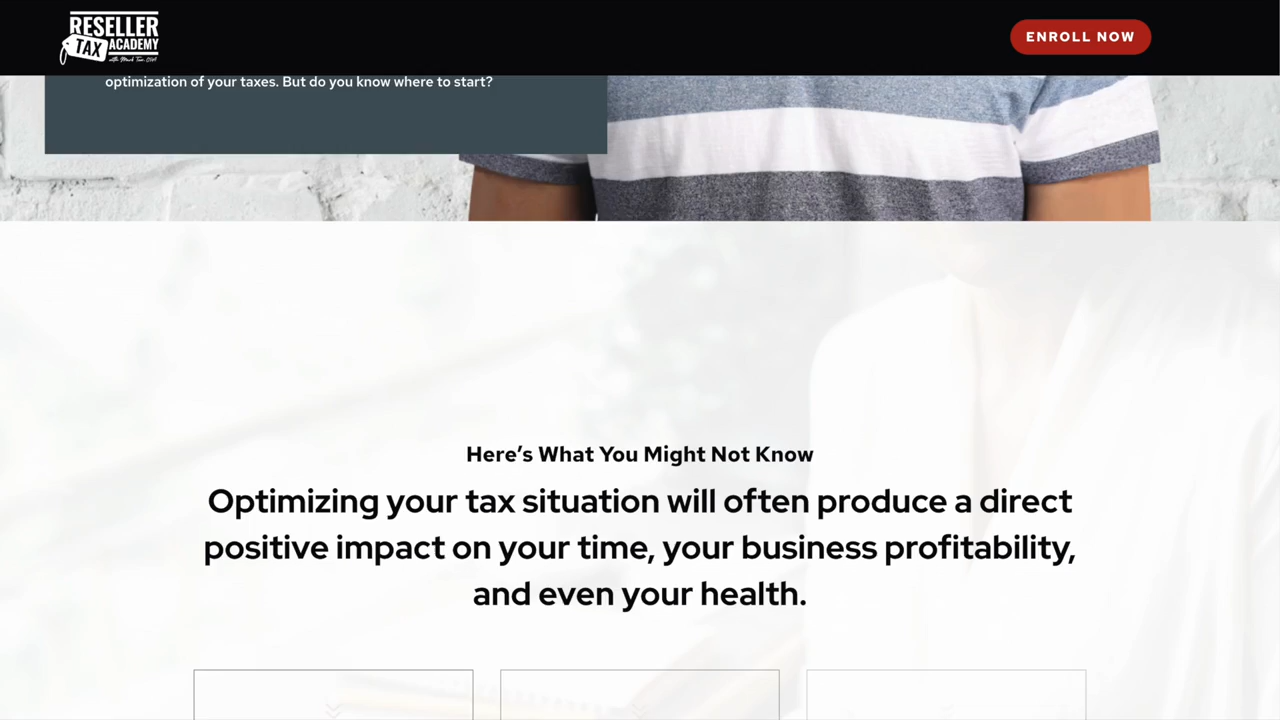 RESELLER
TAX ACADEMY
ENROLL NOW
optimization of your taxes. But do you know where to start?
Here’s What You Might Not Know
Optimizing your tax situation will often produce a direct
positive impact on your time, your business profitability,
and even your health.